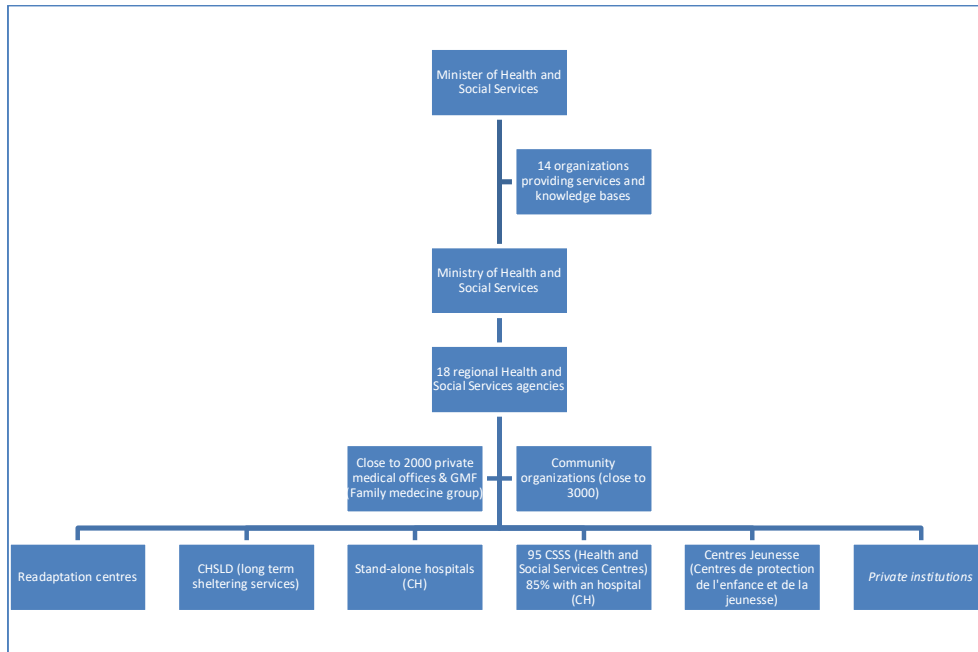 Minister of Health and
Social Services
14 organizations
providing services and
knowledge bases
Ministry of Health and
Social Services
18 regional Health and
Social Services agencies
Close to 2000 private
medical offices & GMF
(Family medecine group)
Community
organizations (close to
3000)
Readaptation centres
CHSLD (long term
sheltering services)
Stand-alone hospitals
(CH)
95 CSSS (Health and
Social Services Centres)
85% with an hospital
(CH)
Centres Jeunesse
(Centres de protection
de l'enfance et de la
jeunesse)
Private institutions